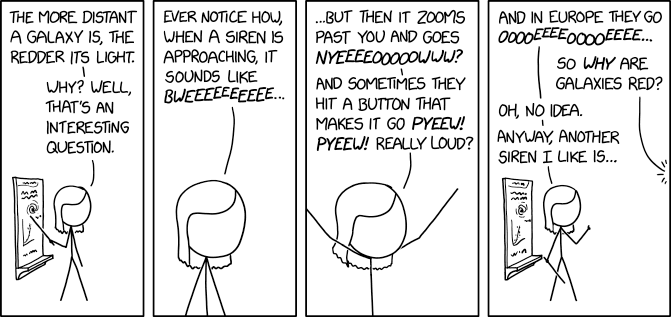 THE MORE DISTANT
A GALAXY IS, THE
REDDER ITS LIGHT.
WHY? WELL,
THAT'S AN
INTERESTING
QUESTION.
EVER NOTICE HOW,
WHEN A SIREN IS
APPROACHING, IT
SOUNDS LIKE
BWEEEEEEEEEE...
...BUT THEN IT ZOOMS
PAST YOU AND GOES
NYEEEEOOOOOWWW?
AND SOMETIMES THEY
HIT A BUTTON THAT
MAKES IT GO PYEEW!
PYEEW! REALLY LOUD?
AND IN EUROPE THEY GO
OOOOEEEEOOOOEEEE...
SO WHY ARE
GALAXIES RED?
OH, NO IDEA.
ANYWAY, ANOTHER
SIREN I LIKE IS...